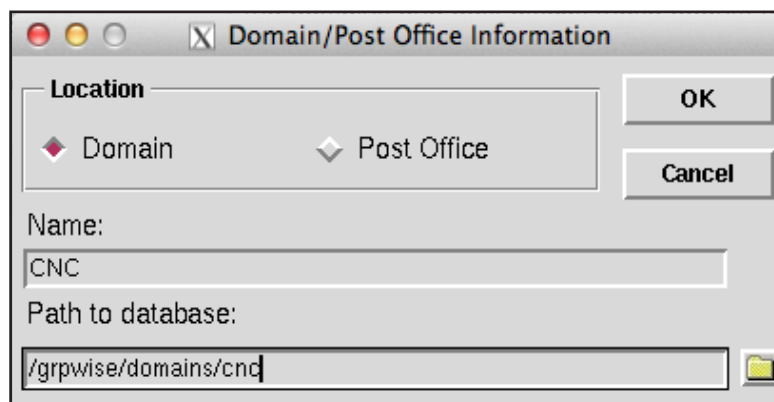 X Domain/Post Office Information
Location
OK
Domain Post Office
Cancel
Name:
CNC
Path to database:
/grpwise/domains/cnc